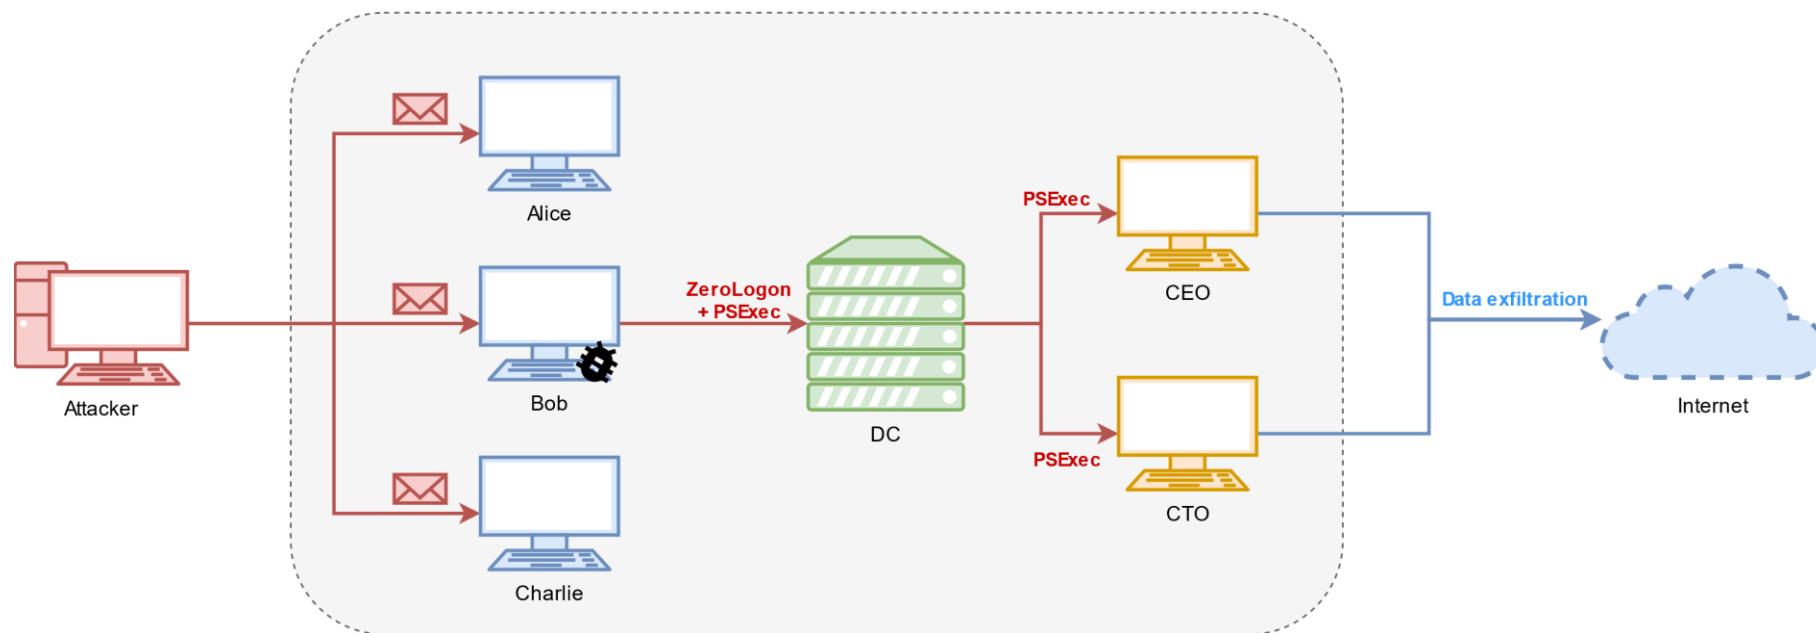 Alice
Attacker
Bob
Charlie
ZeroLogon
+ PSExec
DC
PSExec
CEO
PSExec
CTO
Data exfiltration
Internet